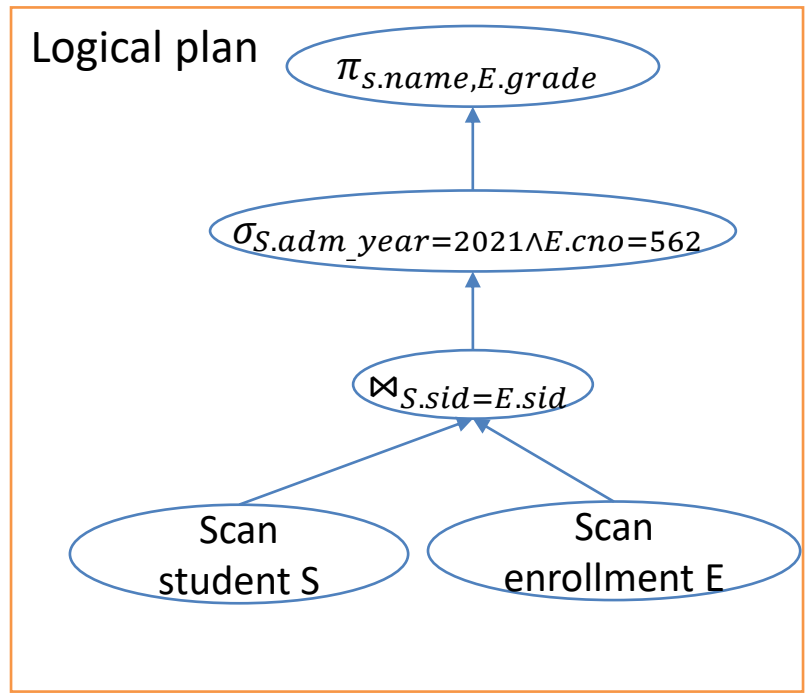 Logical plan
π_{s.name,E.grade}
σ_{S.adm_year=2021∧E.cno=562}
⋈_{S.sid=E.sid}
Scan
student S
Scan
enrollment E